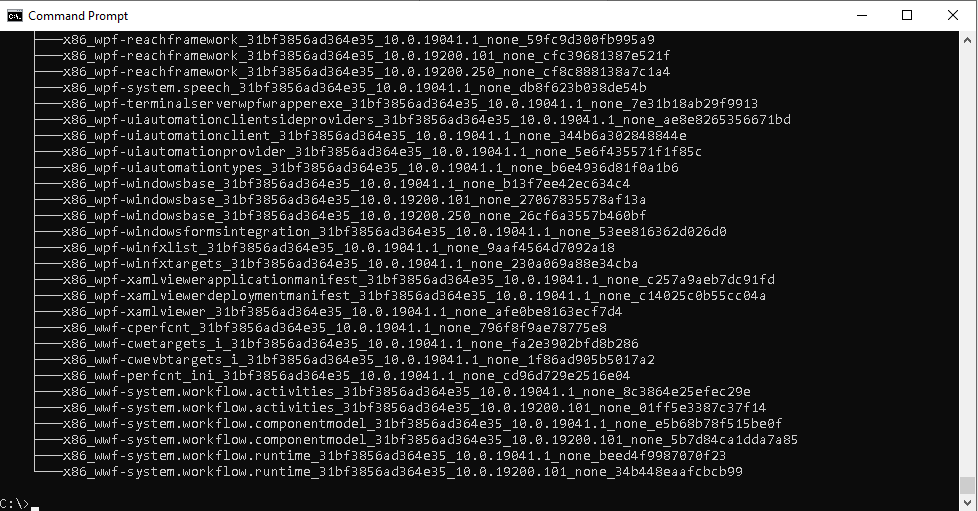 Command Prompt
├───x86_wpf-reachframework_31bf3856ad364e35_10.0.19041.1_none_59fc9d300fb995a9
├───x86_wpf-reachframework_31bf3856ad364e35_10.0.19200.101_none_cfc39681387e521f
├───x86_wpf-reachframework_31bf3856ad364e35_10.0.19200.250_none_cf8c888138a7c1a4
├───x86_wpf-system.speech_31bf3856ad364e35_10.0.19041.1_none_db8f623b038de54b
├───x86_wpf-terminalserverwpfwrapperexe_31bf3856ad364e35_10.0.19041.1_none_7e31b18ab29f9913
├───x86_wpf-uiautomationclientsideproviders_31bf3856ad364e35_10.0.19041.1_none_ae8e8265356671bd
├───x86_wpf-uiautomationclient_31bf3856ad364e35_10.0.19041.1_none_344b6a302848844e
├───x86_wpf-uiautomationprovider_31bf3856ad364e35_10.0.19041.1_none_5e6f435571f1f85c
├───x86_wpf-uiautomationtypes_31bf3856ad364e35_10.0.19041.1_none_b6e4936d81f0a1b6
├───x86_wpf-windowsbase_31bf3856ad364e35_10.0.19041.1_none_b13f7ee42ec634c4
├───x86_wpf-windowsbase_31bf3856ad364e35_10.0.19200.101_none_27067835578af13a
├───x86_wpf-windowsbase_31bf3856ad364e35_10.0.19200.250_none_26cf6a3557b460bf
├───x86_wpf-windowsformsintegration_31bf3856ad364e35_10.0.19041.1_none_53ee816362d026d0
├───x86_wpf-winfxlist_31bf3856ad364e35_10.0.19041.1_none_9aaf4564d7092a18
├───x86_wpf-winfxtargets_31bf3856ad364e35_10.0.19041.1_none_230a069a88e34cba
├───x86_wpf-xamlviewerapplicationmanifest_31bf3856ad364e35_10.0.19041.1_none_c257a9aeb7dc91fd
├───x86_wpf-xamlviewerdeploymentmanifest_31bf3856ad364e35_10.0.19041.1_none_c14025c0b55cc04a
├───x86_wpf-xamlviewer_31bf3856ad364e35_10.0.19041.1_none_afe0be8163ecf7d4
├───x86_wwf-cperfcnt_31bf3856ad364e35_10.0.19041.1_none_796f8f9ae78775e8
├───x86_wwf-cwetargets_i_31bf3856ad364e35_10.0.19041.1_none_fa2e3902bfd8b286
├───x86_wwf-cwevbtargets_i_31bf3856ad364e35_10.0.19041.1_none_1f86ad905b5017a2
├───x86_wwf-perfcnt_ini_31bf3856ad364e35_10.0.19041.1_none_cd96d729e2516e04
├───x86_wwf-system.workflow.activities_31bf3856ad364e35_10.0.19041.1_none_8c3864e25efec29e
├───x86_wwf-system.workflow.activities_31bf3856ad364e35_10.0.19200.101_none_01ff5e3387c37f14
├───x86_wwf-system.workflow.componentmodel_31bf3856ad364e35_10.0.19041.1_none_e5b68b78f515be0f
├───x86_wwf-system.workflow.componentmodel_31bf3856ad364e35_10.0.19200.101_none_5b7d84ca1dda7a85
├───x86_wwf-system.workflow.runtime_31bf3856ad364e35_10.0.19041.1_none_beed4f9987070f23
└───x86_wwf-system.workflow.runtime_31bf3856ad364e35_10.0.19200.101_none_34b448eaafcbcb99
C:\>